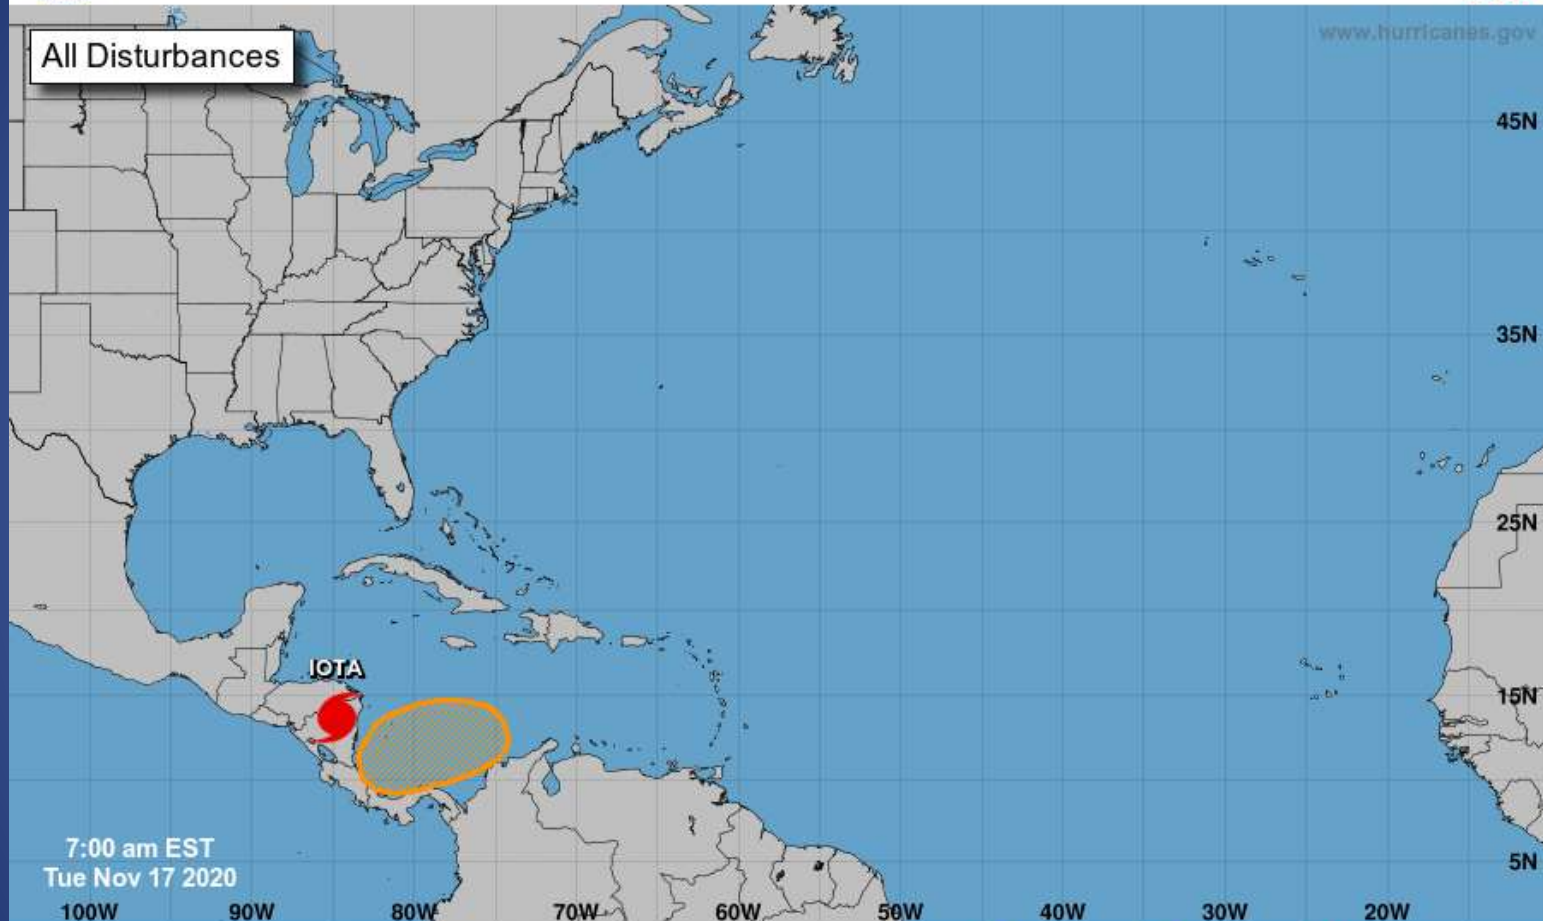 All Disturbances
www.hurricanes.gov
45N
35N
25N
15N
5N
IOTA
7:00 am EST
Tue Nov 17 2020
100W 90W 80W 70W 60W 50W 40W 30W 20W